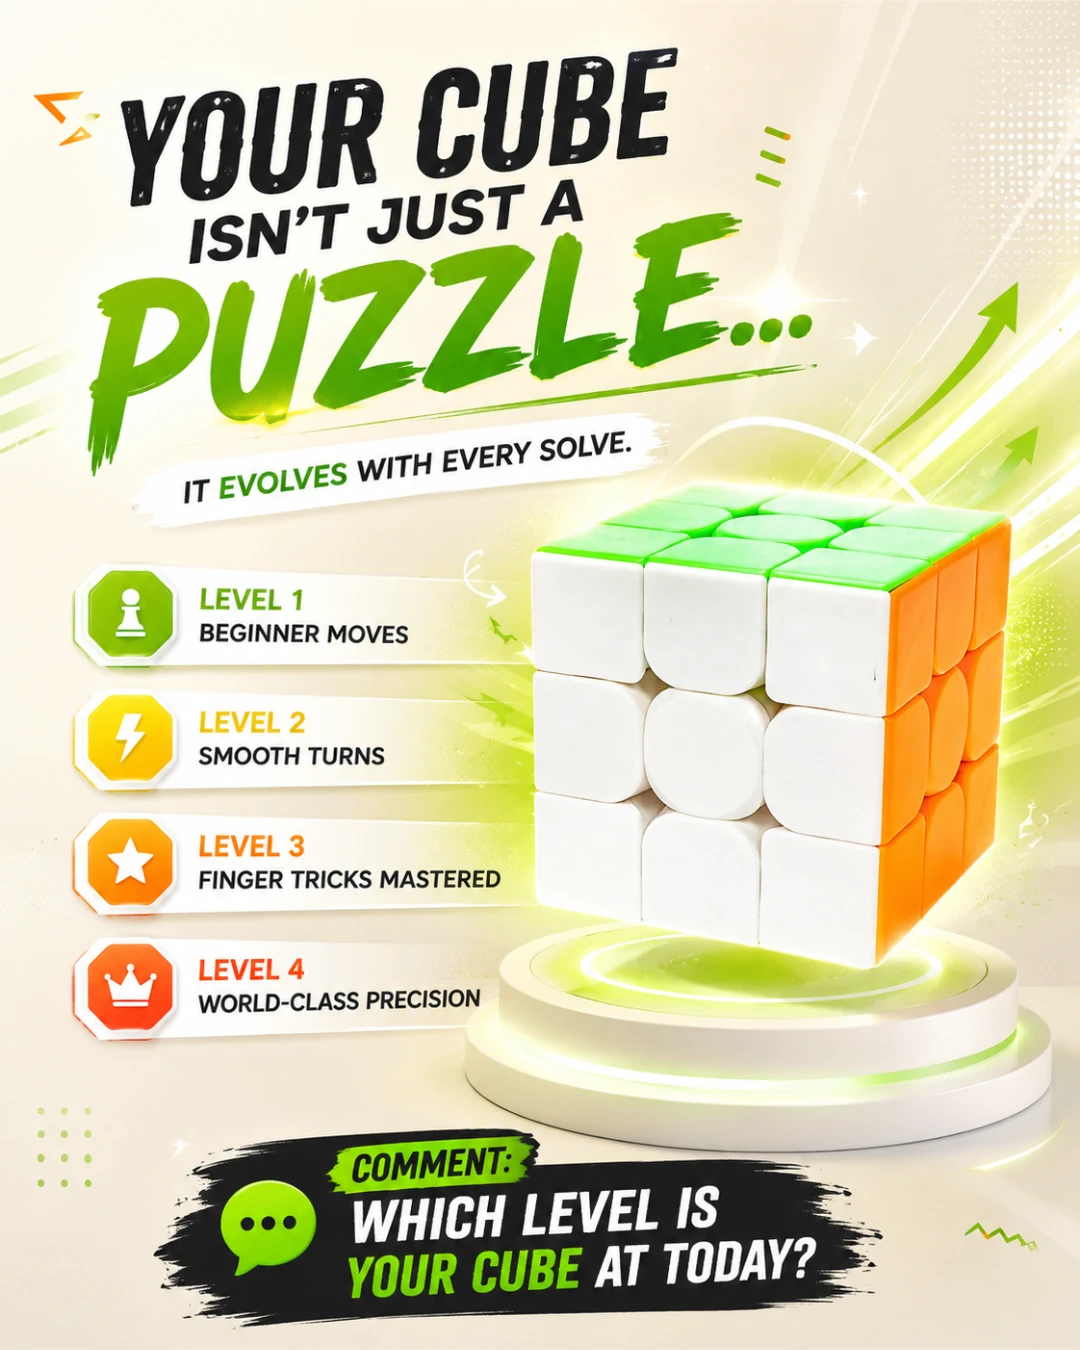 YOUR CUBE
ISN'T JUST A
PUZZLE...
IT EVOLVES WITH EVERY SOLVE.
LEVEL 1
BEGINNER MOVES
LEVEL 2
SMOOTH TURNS
LEVEL 3
FINGER TRICKS MASTERED
LEVEL 4
WORLD-CLASS PRECISION
COMMENT:
WHICH LEVEL IS
YOUR CUBE AT TODAY?